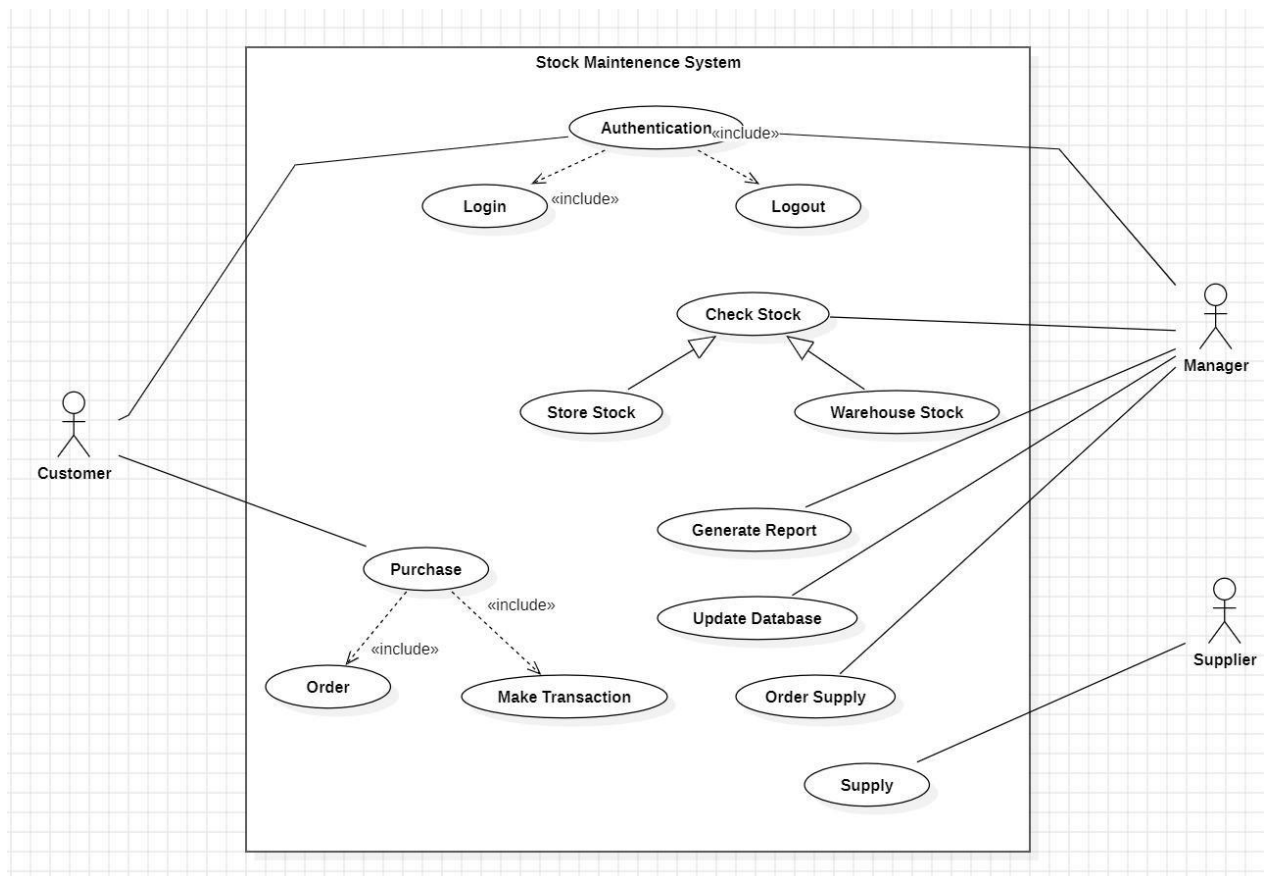 Stock Maintenence System
Authentication
«include»
Login
«include»
Logout
Check Stock
Manager
Store Stock
Warehouse Stock
Customer
Generate Report
Purchase
«include»
Update Database
«include»
Supplier
Order
Make Transaction
Order Supply
Supply